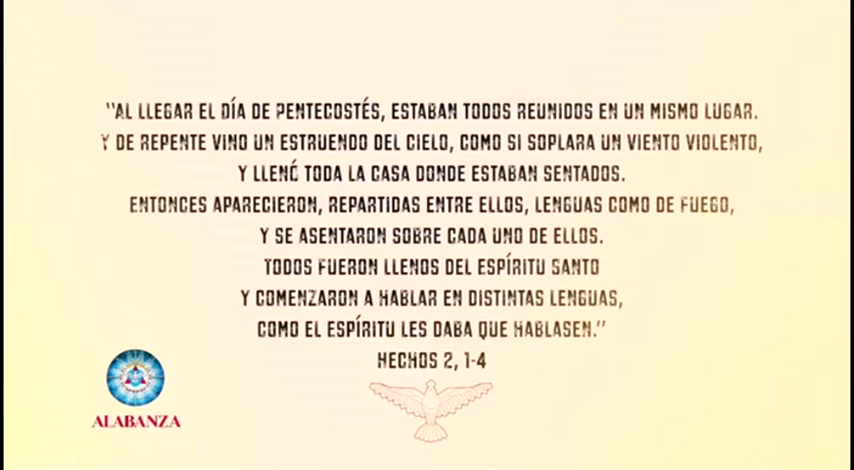 "AL LLEGAR EL DÍA DE PENTECOSTÉS, ESTABAN TODOS REUNIDOS EN UN MISMO LUGAR.
Y DE REPENTE VINO UN ESTRUENDO DEL CIELO, COMO SI SOPLARA UN VIENTO VIOLENTO,
Y LLENÓ TODA LA CASA DONDE ESTABAN SENTADOS.
ENTONCES APARECIERON, REPARTIDAS ENTRE ELLOS, LENGUAS COMO DE FUEGO,
Y SE ASENTARON SOBRE CADA UNO DE ELLOS.
TODOS FUERON LLENOS DEL ESPÍRITU SANTO
Y COMENZARON A HABLAR EN DISTINTAS LENGUAS,
COMO EL ESPÍRITU LES DABA QUE HABLASEN."
HECHOS 2, 1-4
ALABANZA